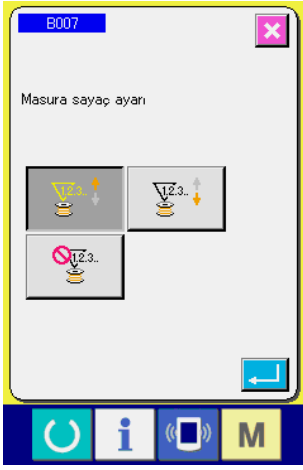 B007
Masura sayaç ayarı
1.2.3.. 1.2.3..
1.2.3..
i M